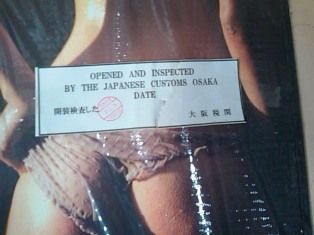 OPENED AND INSPECTED
BY THE JAPANESE CUSTOMS OSAKA
DATE
開装検査した
大阪税関